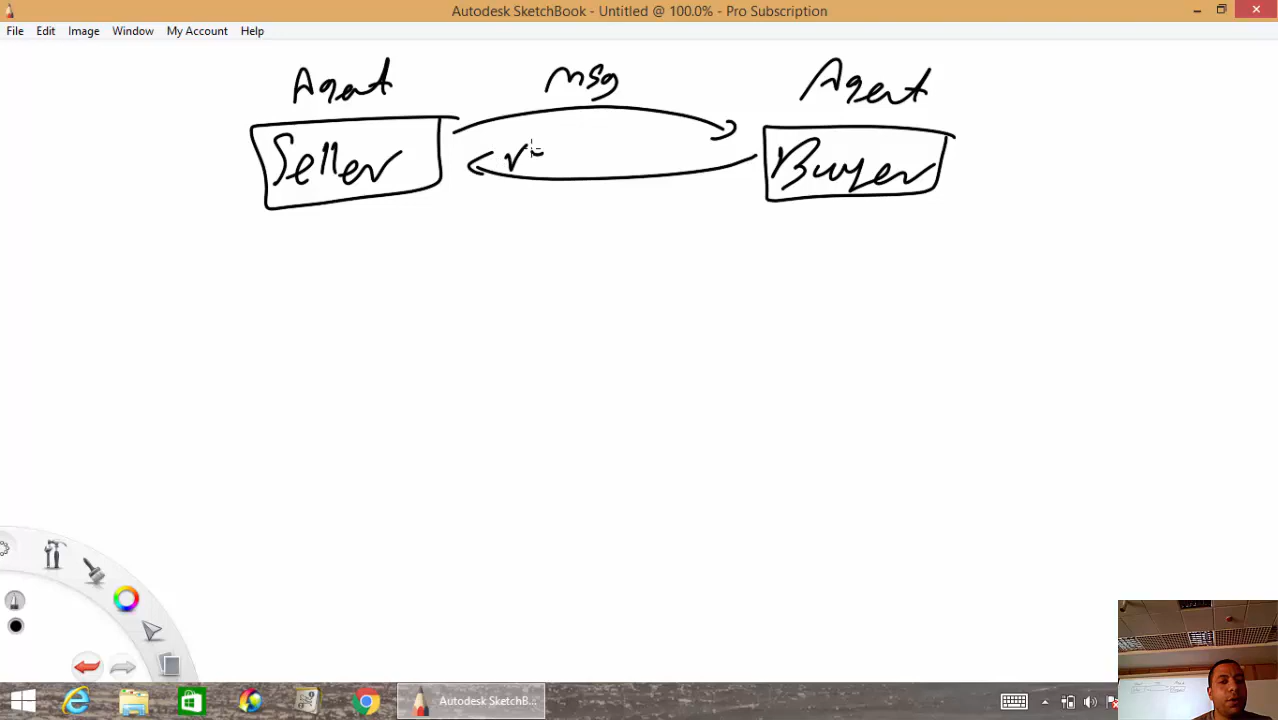 Autodesk SketchBook - Untitled @ 100.0% - Pro Subscription
File Edit Image Window My Account Help
Agent msg Agent
Seller Buyer
Autodesk SketchB...